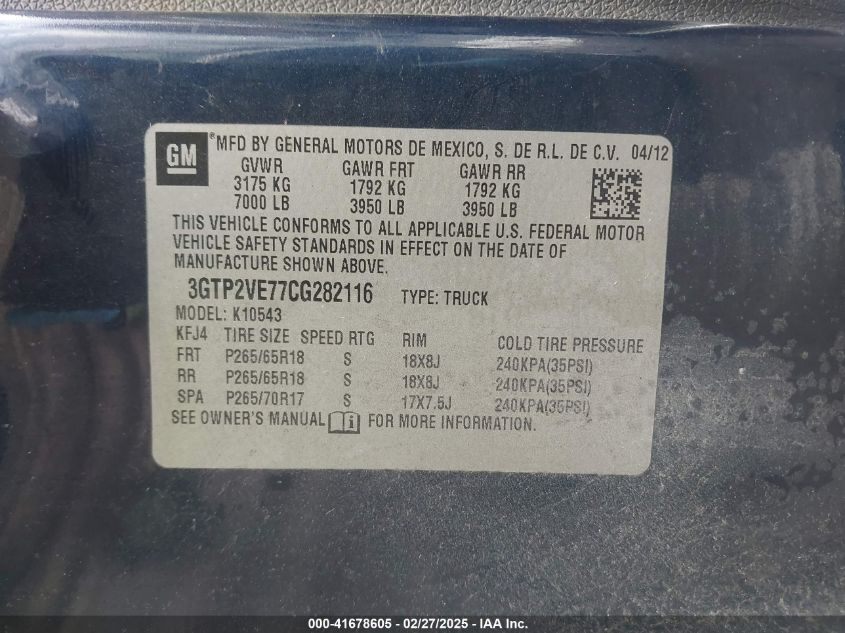 GM ®MFD BY GENERAL MOTORS DE MEXICO, S. DE R.L. DE C.V. 04/12
GVWR GAWR FRT GAWR RR
3175 KG 1792 KG 1792 KG
7000 LB 3950 LB 3950 LB
THIS VEHICLE CONFORMS TO ALL APPLICABLE U.S. FEDERAL MOTOR
VEHICLE SAFETY STANDARDS IN EFFECT ON THE DATE OF
MANUFACTURE SHOWN ABOVE.
3GTP2VE77CG282116 TYPE: TRUCK
MODEL: K10543
KFJ4 TIRE SIZE SPEED RTG RIM COLD TIRE PRESSURE
FRT P265/65R18 S 18X8J 240KPA(35PSI)
RR P265/65R18 S 18X8J 240KPA(35PSI)
SPA P265/70R17 S 17X7.5J 240KPA(35PSI)
SEE OWNER'S MANUAL i FOR MORE INFORMATION.
000-41678605 - 02/27/2025 - IAA Inc.